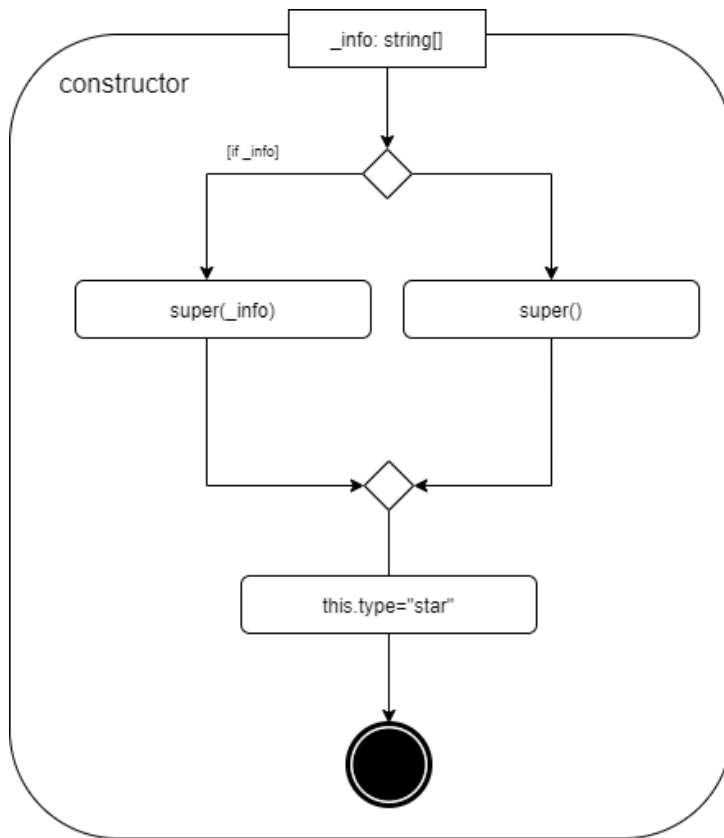 _info: string[]
constructor
[if _info]
super(_info)
super()
this.type="star"